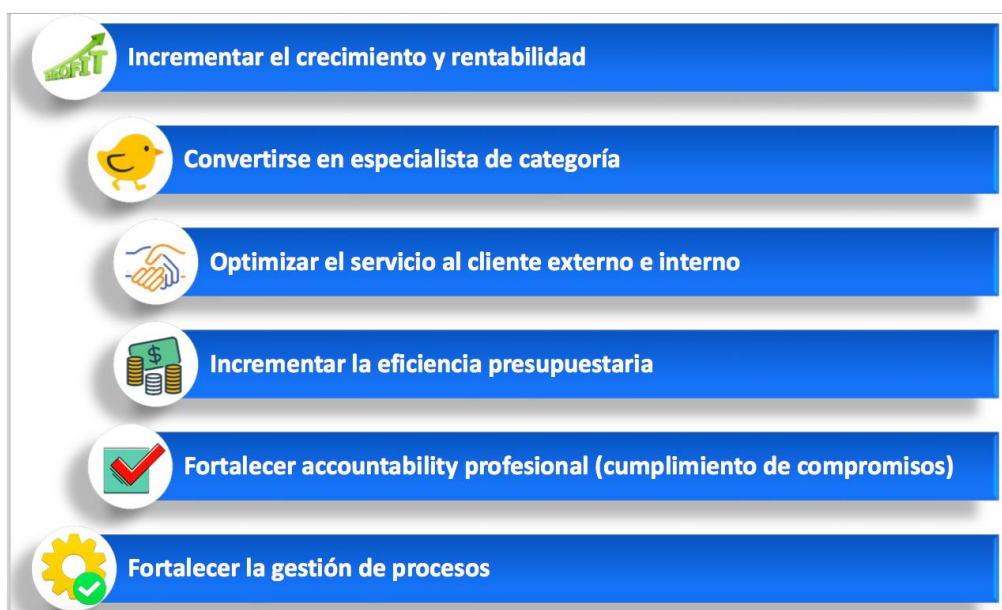 PROFIT
Incrementar el crecimiento y rentabilidad
Convertirse en especialista de categoría
Optimizar el servicio al cliente externo e interno
$
Incrementar la eficiencia presupuestaria
Fortalecer accountability profesional (cumplimiento de compromisos)
Fortalecer la gestión de procesos